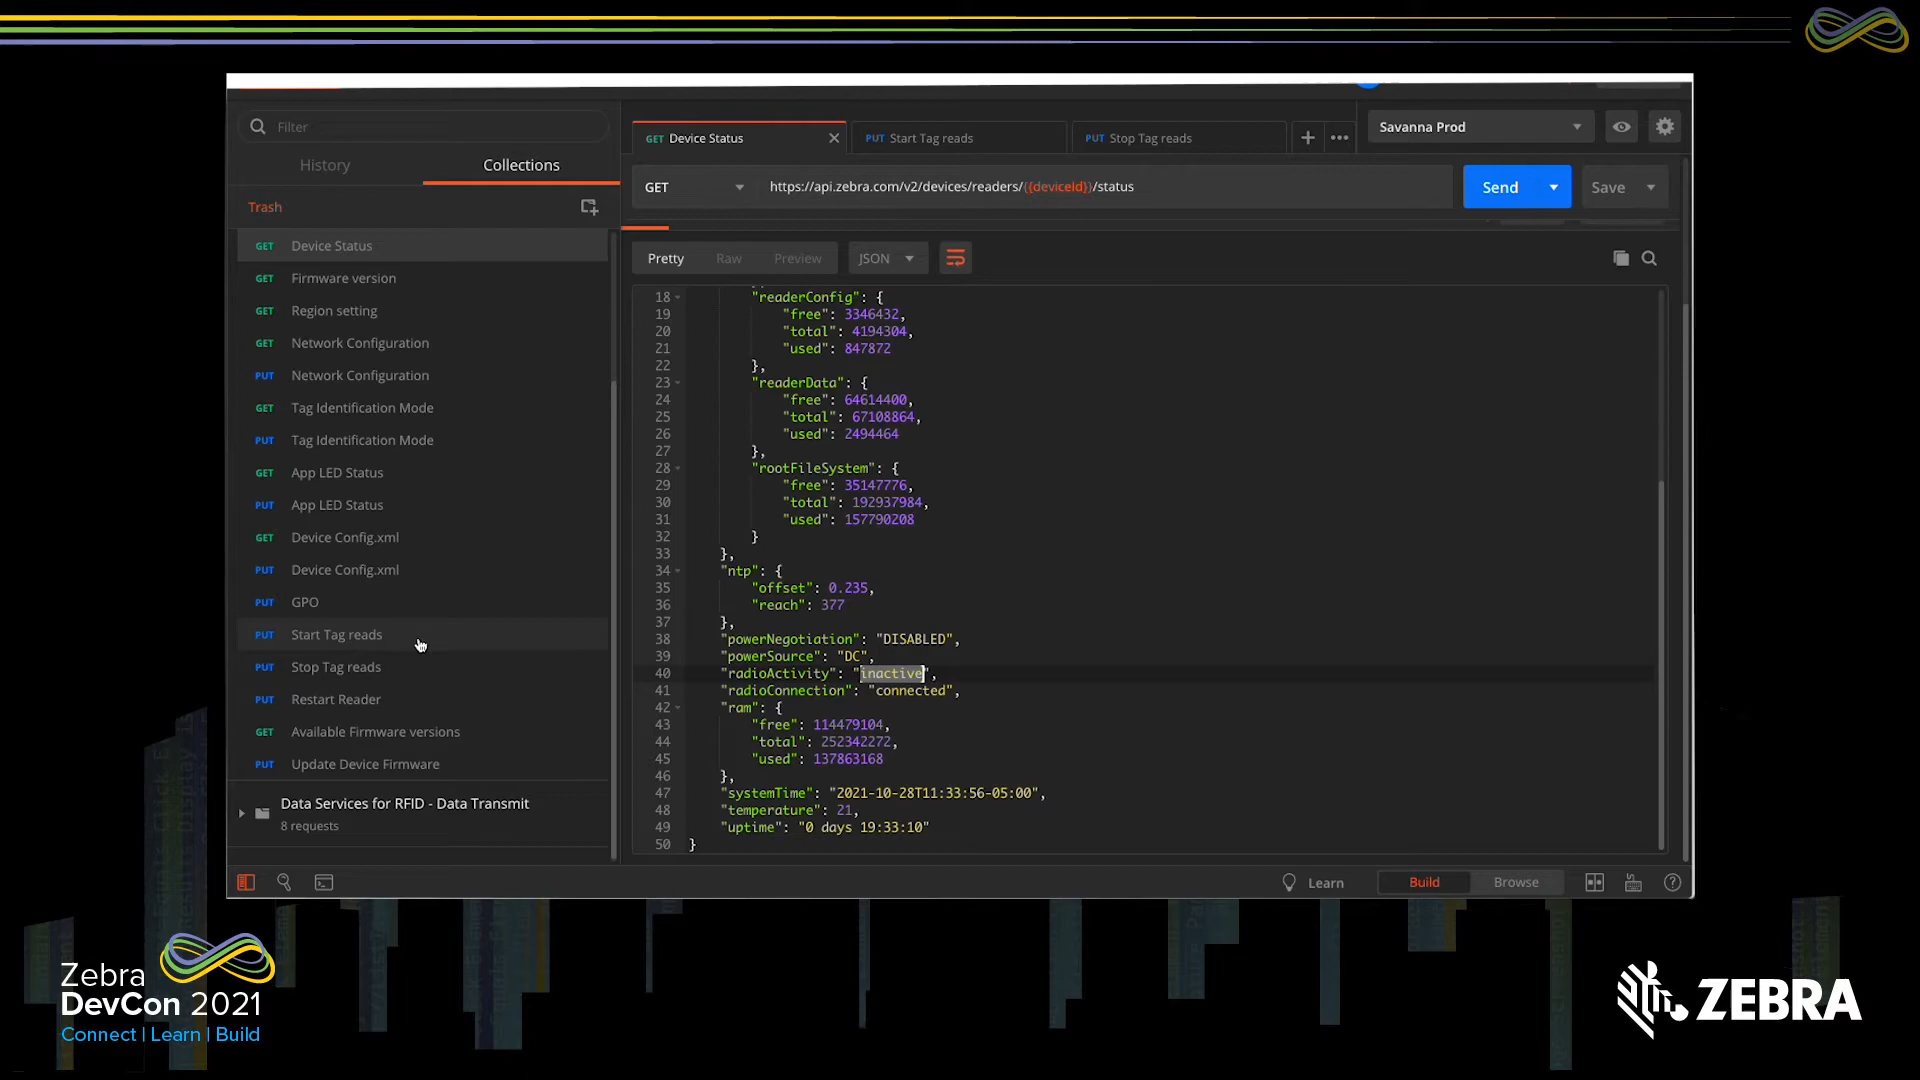 Filter
History
Collections
Trash
GET Device Status
GET Firmware version
GET Region setting
GET Network Configuration
PUT Network Configuration
GET Tag Identification Mode
PUT Tag Identification Mode
GET App LED Status
PUT App LED Status
GET Device Config.xml
PUT Device Config.xml
PUT GPO
PUT Start Tag reads
PUT Stop Tag reads
PUT Restart Reader
GET Available Firmware versions
PUT Update Device Firmware
Data Services for RFID - Data Transmit
8 requests
GET Device Status
PUT Start Tag reads
PUT Stop Tag reads
Savanna Prod
GET
https://api.zebra.com/v2/devices/readers/{{deviceId}}/status
Send
Save
Pretty
Raw
Preview
JSON
18 "readerConfig": {
19 "free": 3346432,
20 "total": 4194304,
21 "used": 847872
22 },
23 "readerData": {
24 "free": 64614400,
25 "total": 67108864,
26 "used": 2494464
27 },
28 "rootFileSystem": {
29 "free": 35147776,
30 "total": 192937984,
31 "used": 157790208
32 }
33 },
34 "ntp": {
35 "offset": 0.235,
36 "reach": 377
37 },
38 "powerNegotiation": "DISABLED",
39 "powerSource": "DC",
40 "radioActivity": "inactive",
41 "radioConnection": "connected",
42 "ram": {
43 "free": 114479104,
44 "total": 252342272,
45 "used": 137863168
46 },
47 "systemTime": "2021-10-28T11:33:56-05:00",
48 "temperature": 21,
49 "uptime": "0 days 19:33:10"
50 }
Learn
Build
Browse
Zebra
DevCon 2021
Connect | Learn | Build
ZEBRA